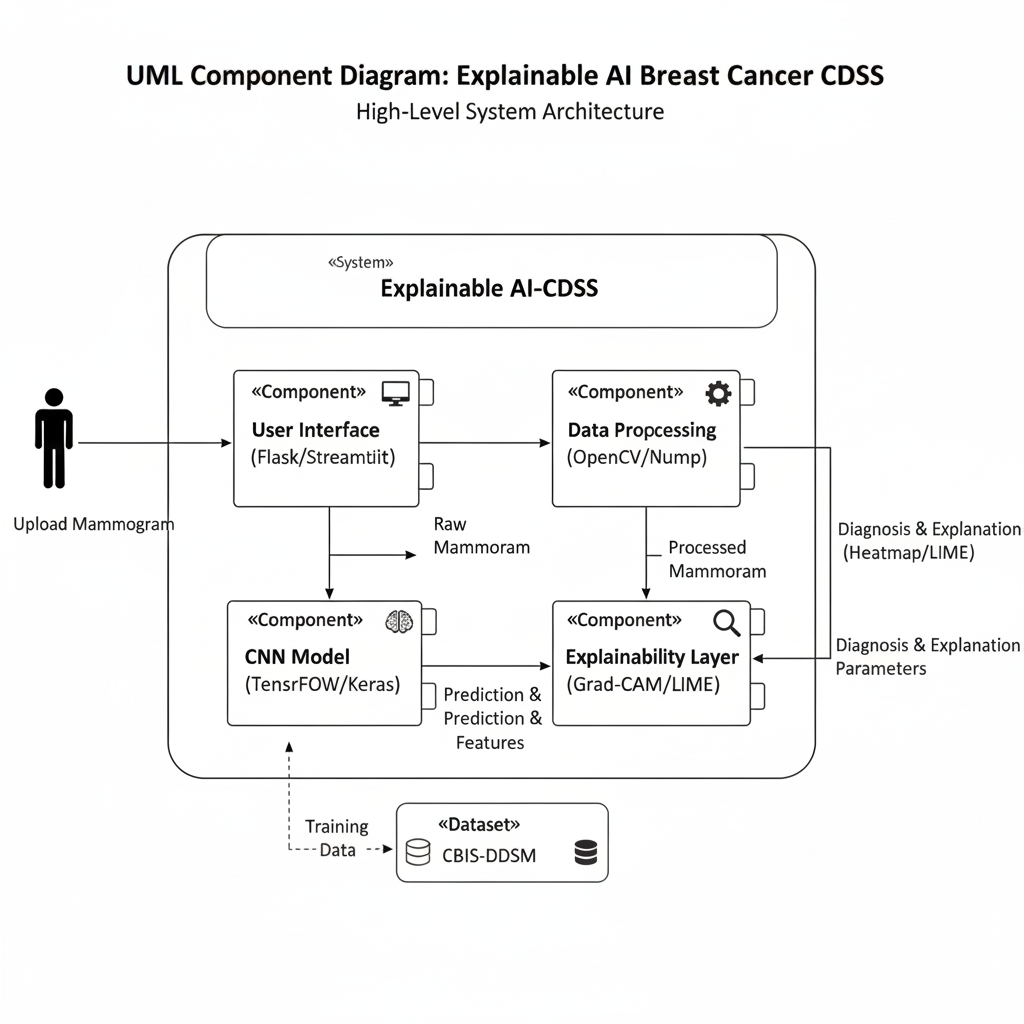 UML Component Diagram: Explainable AI Breast Cancer CDSS
High-Level System Architecture
«System»
Explainable AI-CDSS
«Component»
User Interface
(Flask/Streamtiit)
«Component»
Data Propcessing
(OpenCV/Nump)
Upload Mammogram
Raw
Mammoram
Processed
Mammoram
Diagnosis & Explanation
(Heatmap/LIME)
«Component»
CNN Model
(TensrFOW/Keras)
Prediction &
Prediction &
Features
«Component»
Explainability Layer
(Grad-CAM/LIME)
Diagnosis & Explanation
Parameters
Training
Data
«Dataset»
CBIS-DDSM